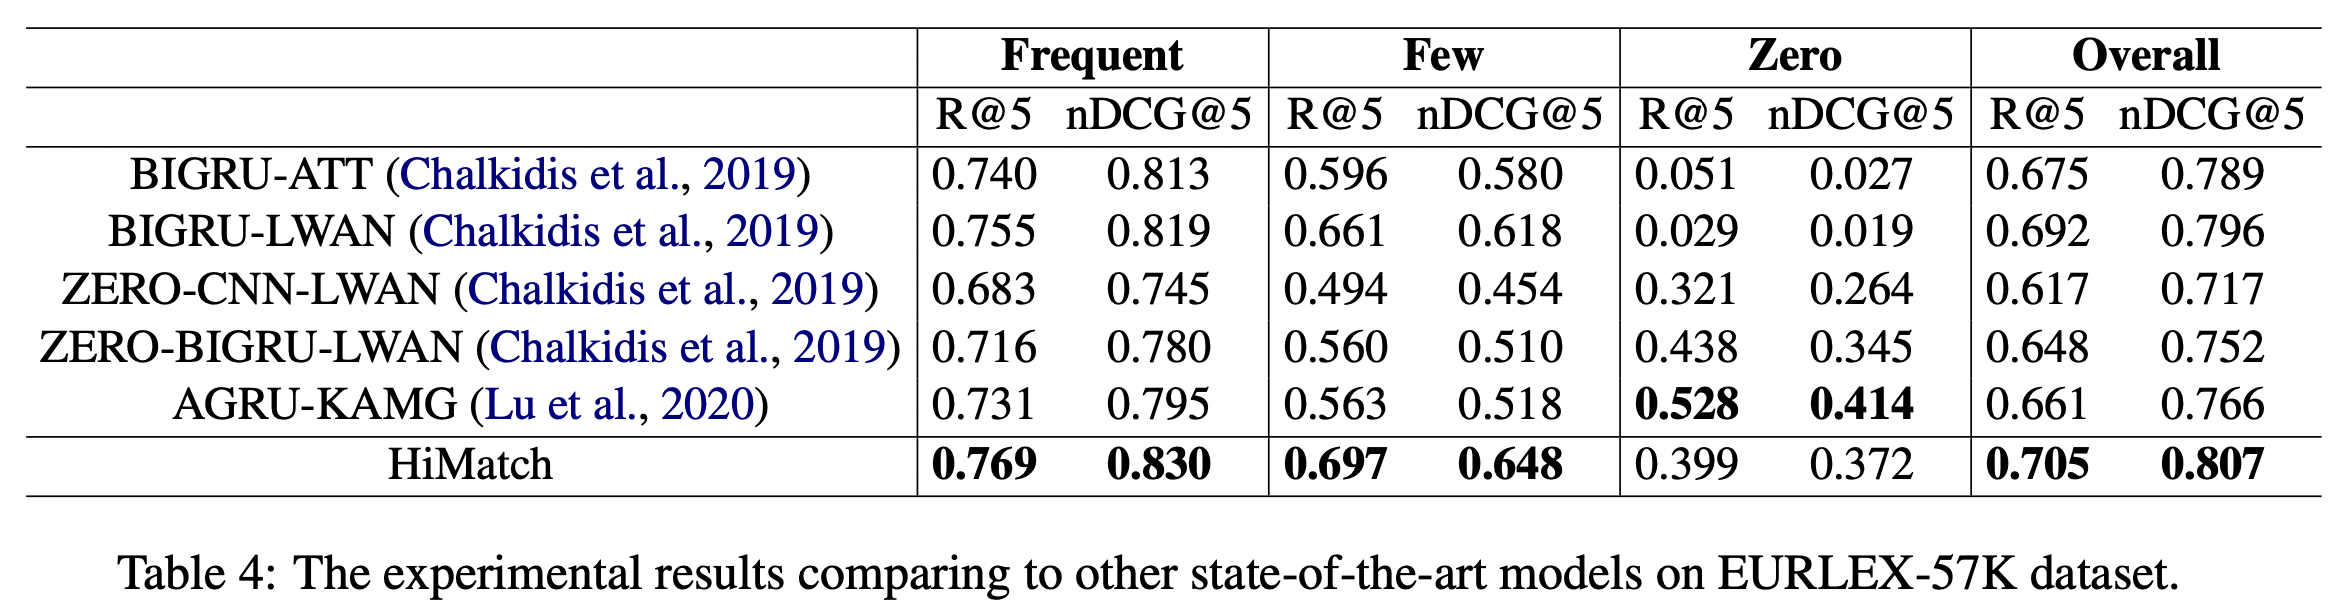 Frequent Few Zero Overall
R@5 nDCG@5 R@5 nDCG@5 R@5 nDCG@5 R@5 nDCG@5
BIGRU-ATT (Chalkidis et al., 2019) 0.740 0.813 0.596 0.580 0.051 0.027 0.675 0.789
BIGRU-LWAN (Chalkidis et al., 2019) 0.755 0.819 0.661 0.618 0.029 0.019 0.692 0.796
ZERO-CNN-LWAN (Chalkidis et al., 2019) 0.683 0.745 0.494 0.454 0.321 0.264 0.617 0.717
ZERO-BIGRU-LWAN (Chalkidis et al., 2019) 0.716 0.780 0.560 0.510 0.438 0.345 0.648 0.752
AGRU-KAMG (Lu et al., 2020) 0.731 0.795 0.563 0.518 0.528 0.414 0.661 0.766
HiMatch 0.769 0.830 0.697 0.648 0.399 0.372 0.705 0.807
Table 4: The experimental results comparing to other state-of-the-art models on EURLEX-57K dataset.